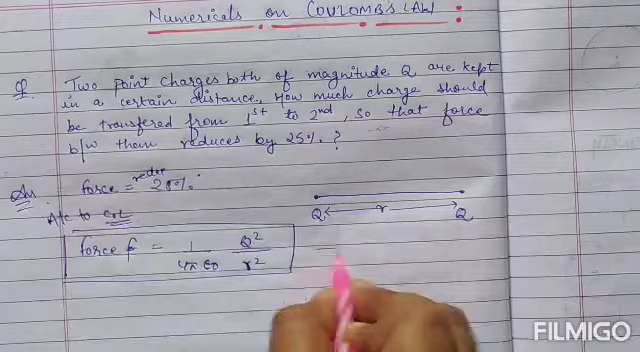 Numericals on COULOMB'S LAW :
Q. Two point charges both of magnitude Q are kept
in a certain distance. How much charge should
be transfered from 1st to 2nd, so that force
b/w them reduces by 25%. ?
Ans. force = reduce 25%.
A/c to
Q r Q
force F = 1/4π ε0 Q²/r²
FILMIGO